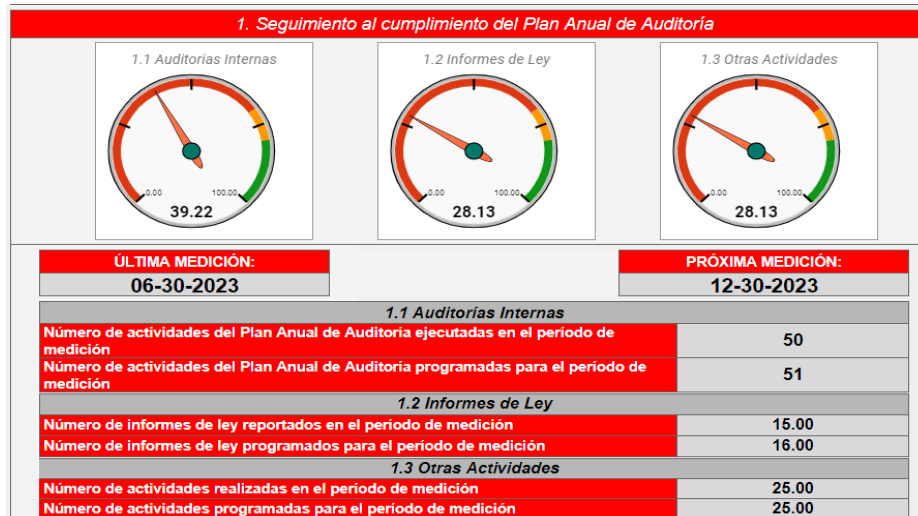 1. Seguimiento al cumplimiento del Plan Anual de Auditoría
1.1 Auditorias Internas
1.2 Informes de Ley
1.3 Otras Actividades
0.00 100.00
39.22
0.00 100.00
28.13
0.00 100.00
28.13
ÚLTIMA MEDICIÓN:
PRÓXIMA MEDICIÓN:
06-30-2023
12-30-2023
1.1 Auditorías Internas
Número de actividades del Plan Anual de Auditoría ejecutadas en el período de
medición
50
Número de actividades del Plan Anual de Auditoría programadas para el período de
medición
51
1.2 Informes de Ley
Número de informes de ley reportados en el período de medición 15.00
Número de informes de ley programados para el período de medición 16.00
1.3 Otras Actividades
Número de actividades realizadas en el período de medición 25.00
Número de actividades programadas para el período de medición 25.00